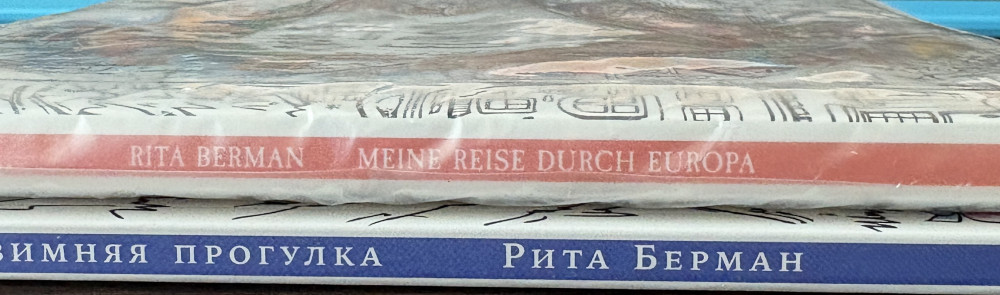 RITA BERMAN MEINE REISE DURCH EUROPA
ЗИМНЯЯ ПРОГУЛКА Рита Берман